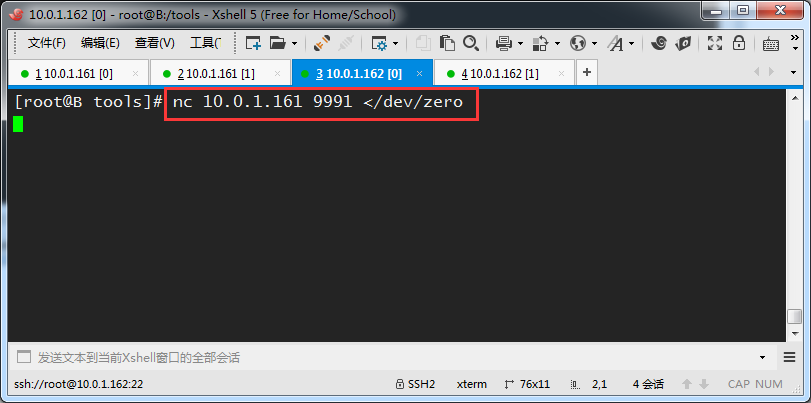 10.0.1.162 [0] - root@B:/tools - Xshell 5 (Free for Home/School)
文件(F) 编辑(E) 查看(V) 工具(
1 10.0.1.161 [0] 2 10.0.1.161 [1] 3 10.0.1.162 [0] 4 10.0.1.162 [1]
[root@B tools]# nc 10.0.1.161 9991 </dev/zero
发送文本到当前Xshell窗口的全部会话
ssh://root@10.0.1.162:22 SSH2 xterm 76x11 2,1 4 会话 CAP NUM